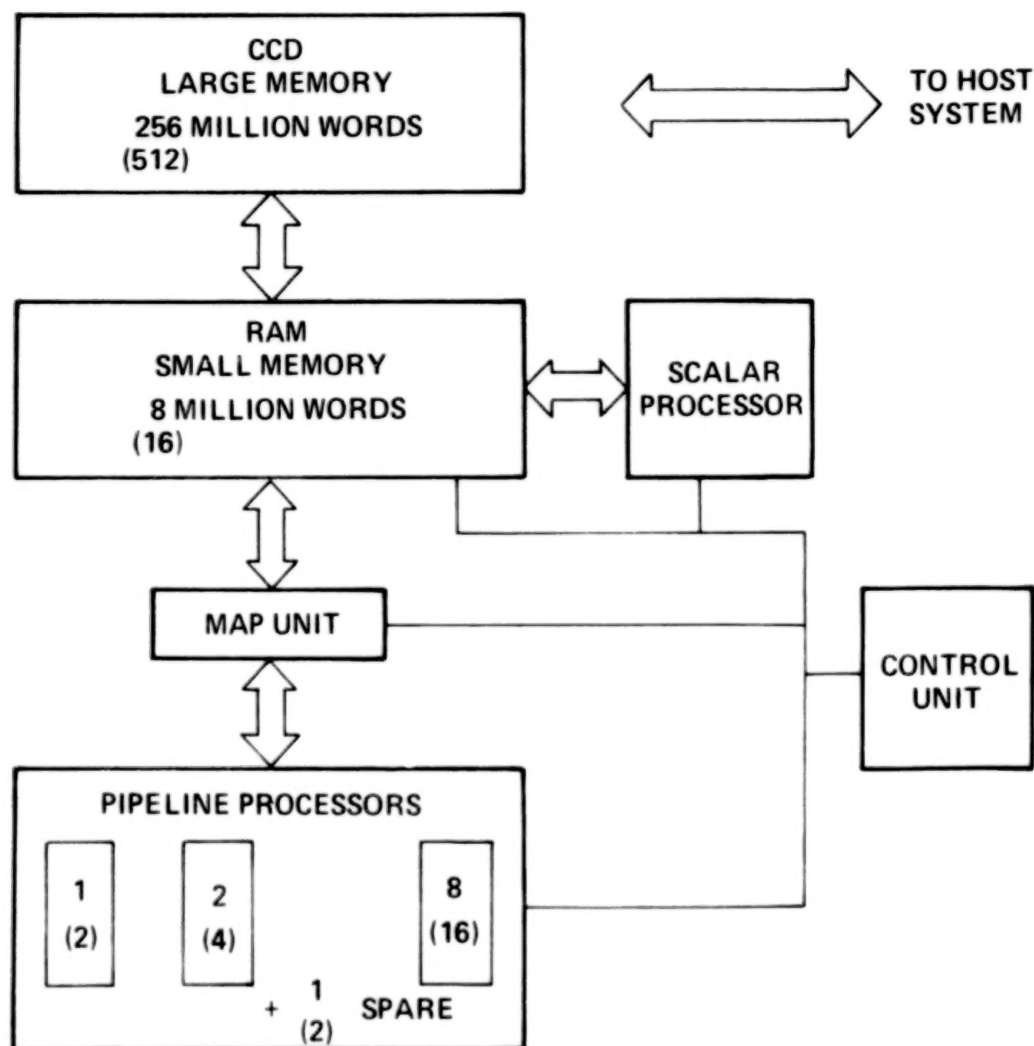 CCD
LARGE MEMORY
256 MILLION WORDS
(512)
TO HOST
SYSTEM
RAM
SMALL MEMORY
8 MILLION WORDS
(16)
SCALAR
PROCESSOR
MAP UNIT
CONTROL
UNIT
PIPELINE PROCESSORS
1
(2)
2
(4)
8
(16)
+ 1 SPARE
(2)